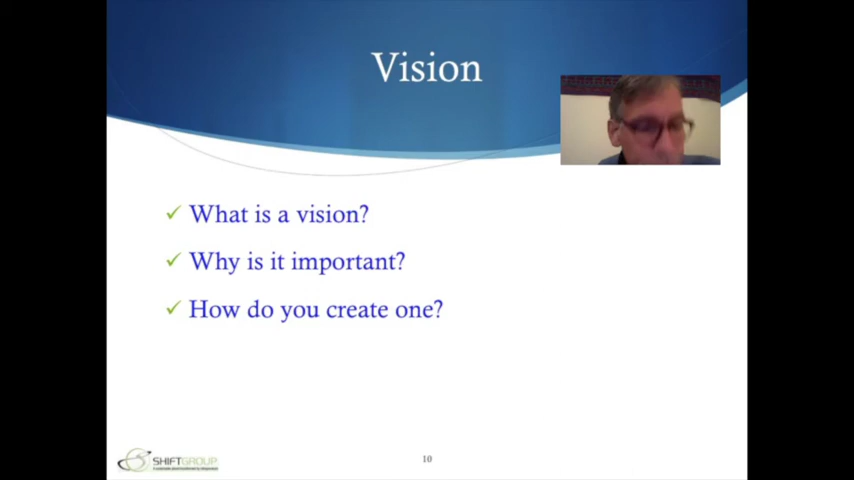 Vision
What is a vision?
Why is it important?
How do you create one?
SHIFTGROUP
10